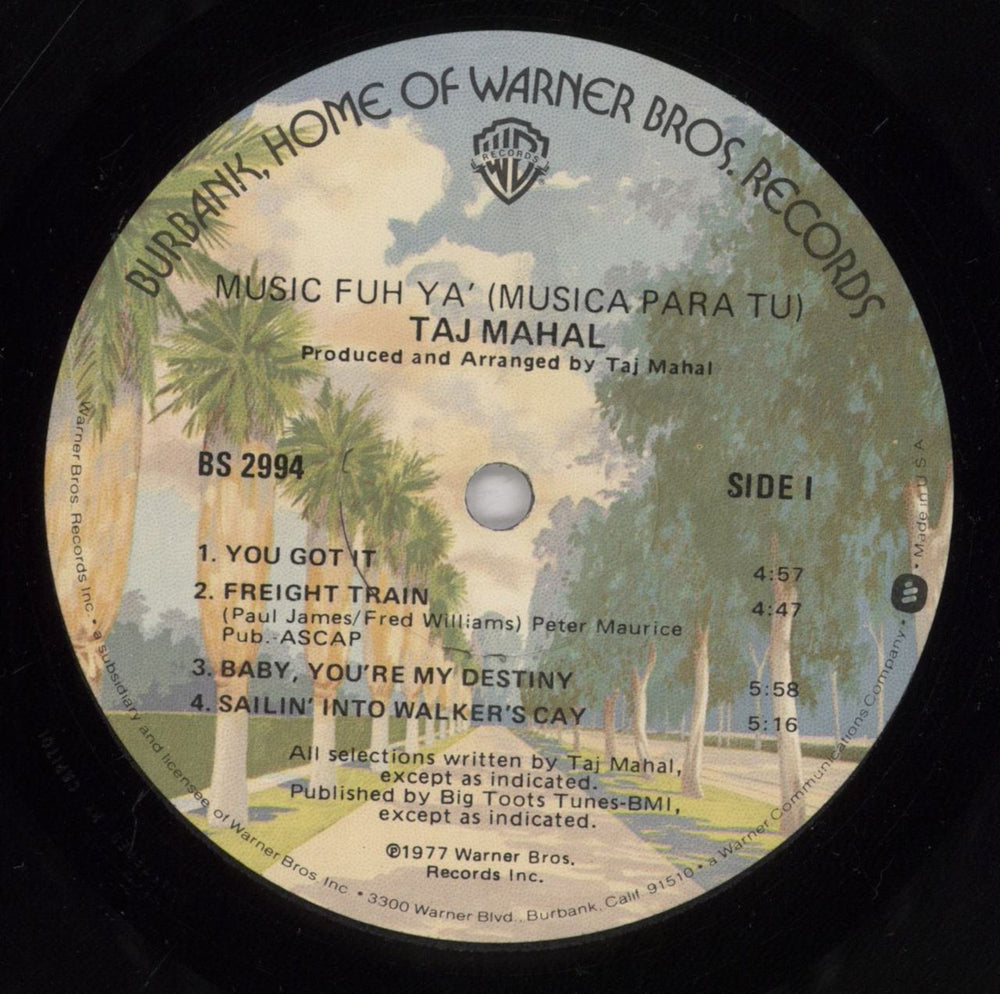 BURBANK, HOME OF WARNER BROS. RECORDS
RECORDS
MUSIC FUH YA' (MUSICA PARA TU)
TAJ MAHAL
Produced and Arranged by Taj Mahal
BS 2994
SIDE I
1. YOU GOT IT 4:57
2. FREIGHT TRAIN 4:47
(Paul James/Fred Williams) Peter Maurice
Pub.-ASCAP
3. BABY, YOU'RE MY DESTINY 5:58
4. SAILIN' INTO WALKER'S CAY 5:16
All selections written by Taj Mahal,
except as indicated.
Published by Big Toots Tunes-BMI,
except as indicated.
℗1977 Warner Bros.
Records Inc.
Warner Bros. Records Inc. • a subsidiary and licensee of Warner Bros. Inc. • 3300 Warner Blvd., Burbank, Calif. 91510 • a Warner Communications Company • Made in U.S.A.